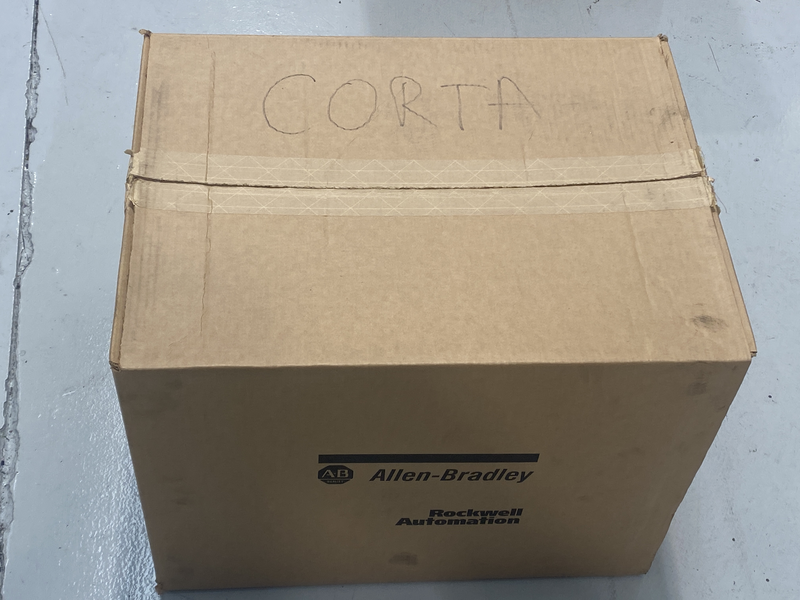 CORTA
AB Allen-Bradley
Rockwell
Automation